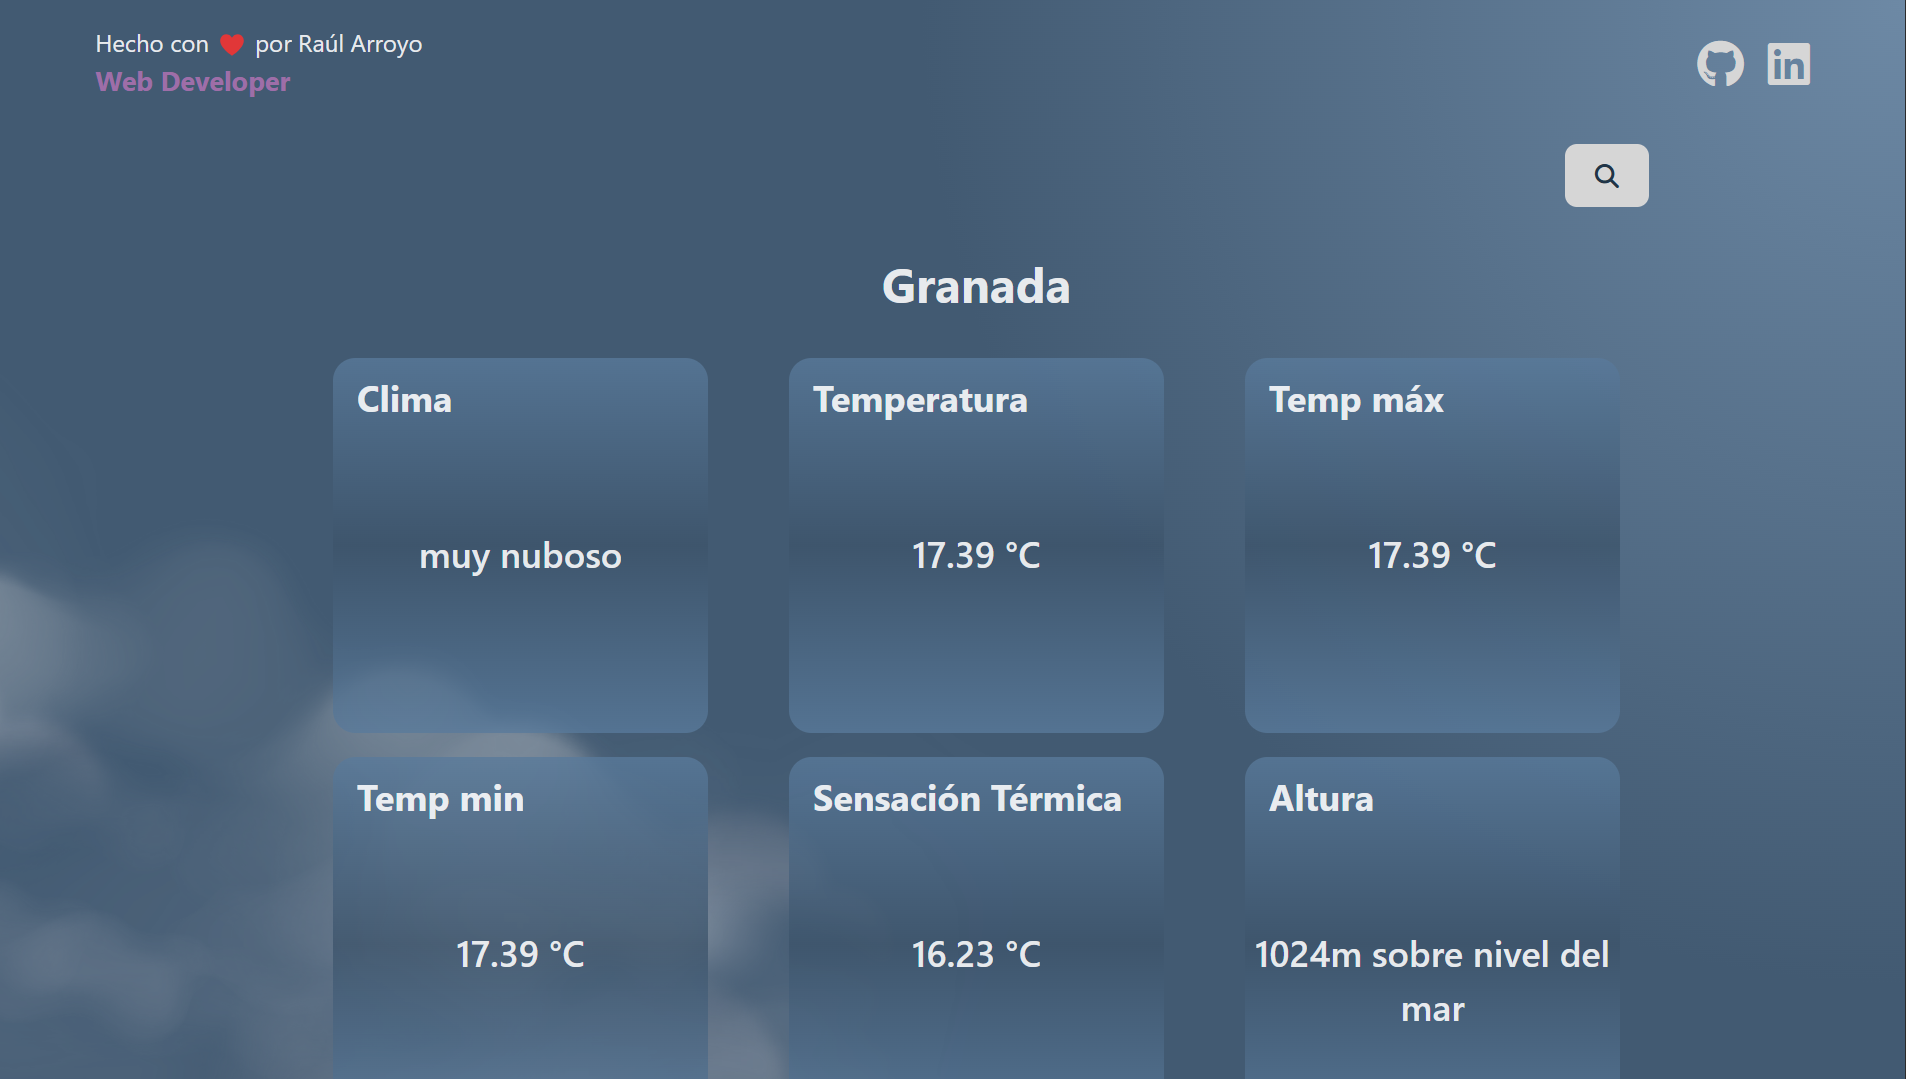 Hecho con ❤ por Raúl Arroyo
Web Developer
in
Granada
Clima
muy nuboso
Temperatura
17.39 °C
Temp máx
17.39 °C
Temp min
17.39 °C
Sensación Térmica
16.23 °C
Altura
1024m sobre nivel del
mar